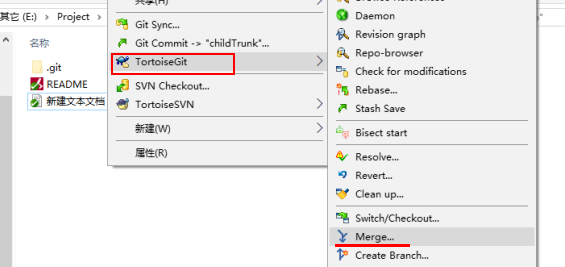 其它 (E:) > Project >
名称
.git
README
新建文本文档
Git Sync...
Git Commit -> "childTrunk"...
TortoiseGit
SVN Checkout...
TortoiseSVN
新建(W)
属性(R)
Daemon
Revision graph
Repo-browser
Check for modifications
Rebase...
Stash Save
Bisect start
Resolve...
Revert...
Clean up...
Switch/Checkout...
Merge...
Create Branch...